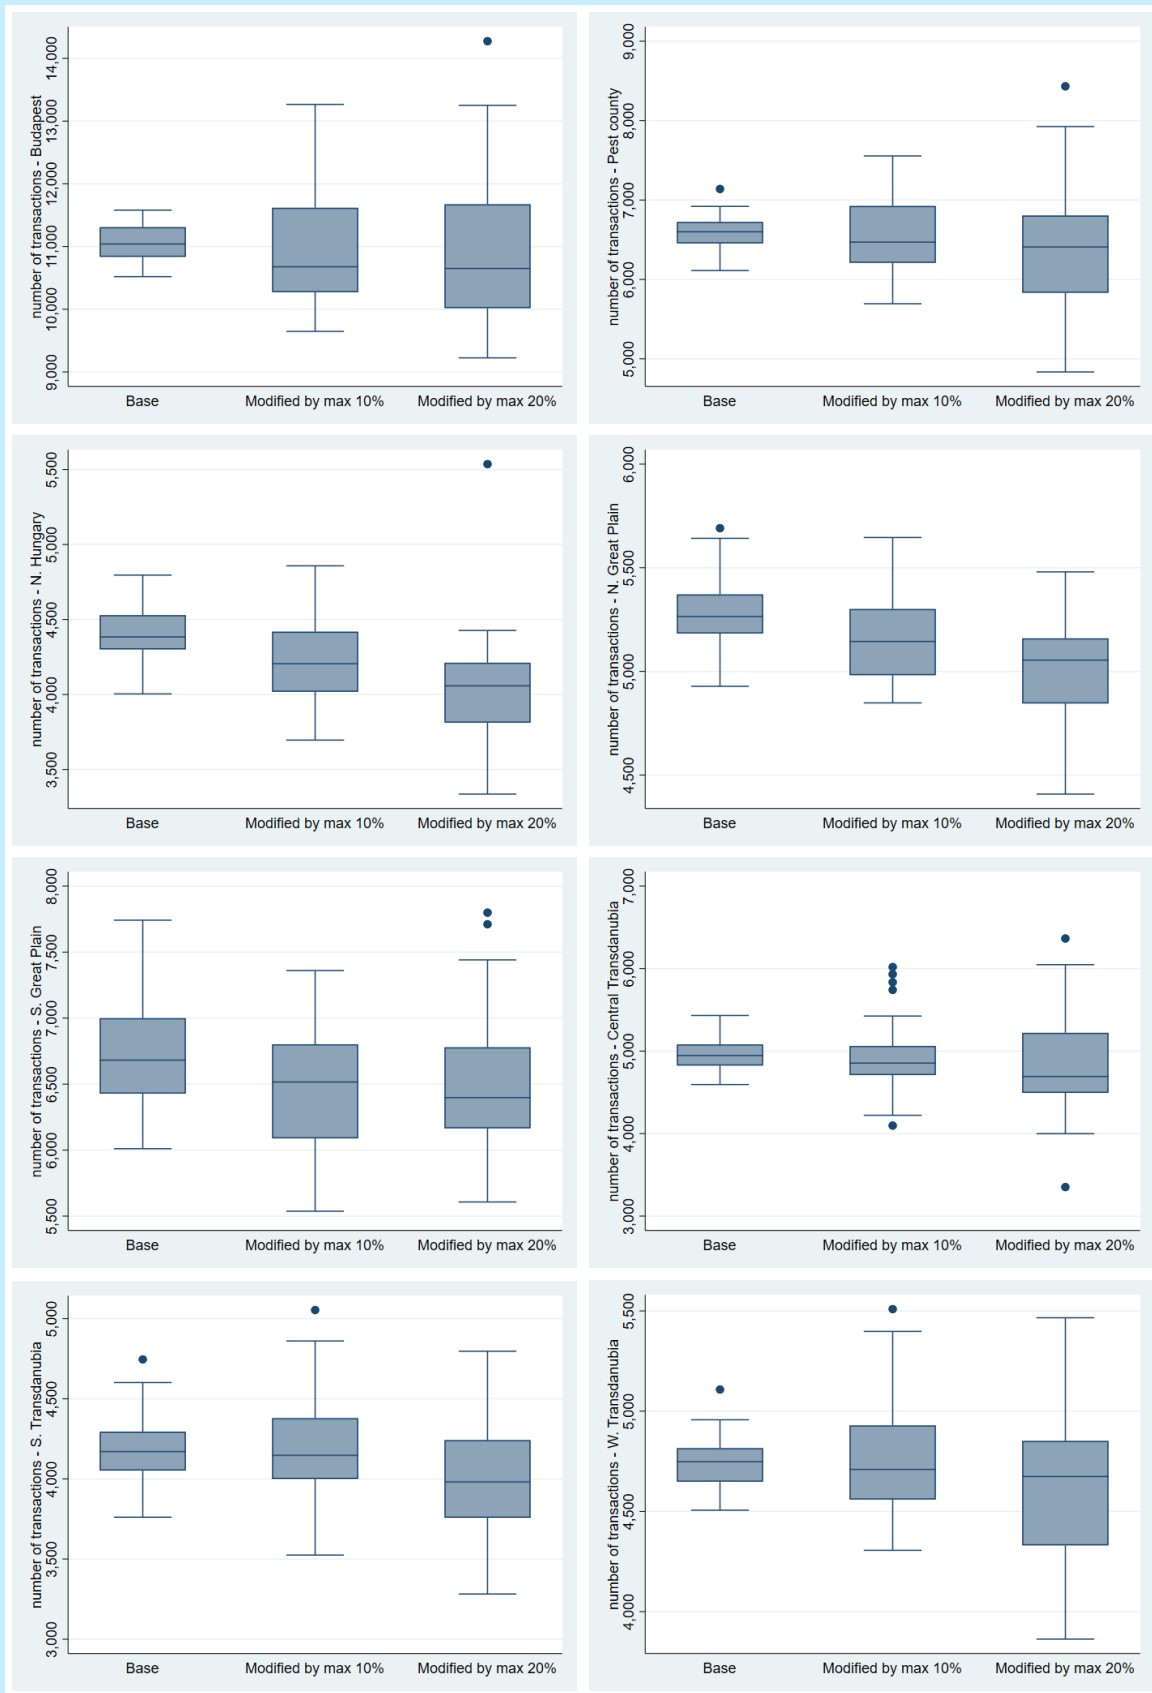 number of transactions - Budapest
14,000
13,000
12,000
11,000
10,000
9,000
Base
Modified by max 10%
Modified by max 20%
number of transactions - Pest county
9,000
8,000
7,000
6,000
5,000
Base
Modified by max 10%
Modified by max 20%
number of transactions - N. Hungary
5,500
5,000
4,500
4,000
3,500
Base
Modified by max 10%
Modified by max 20%
number of transactions - N. Great Plain
6,000
5,500
5,000
4,500
Base
Modified by max 10%
Modified by max 20%
number of transactions - S. Great Plain
8,000
7,500
7,000
6,500
6,000
5,500
Base
Modified by max 10%
Modified by max 20%
number of transactions - Central Transdanubia
7,000
6,000
5,000
4,000
3,000
Base
Modified by max 10%
Modified by max 20%
number of transactions - S. Transdanubia
5,000
4,500
4,000
3,500
3,000
Base
Modified by max 10%
Modified by max 20%
number of transactions - W. Transdanubia
5,500
5,000
4,500
4,000
Base
Modified by max 10%
Modified by max 20%